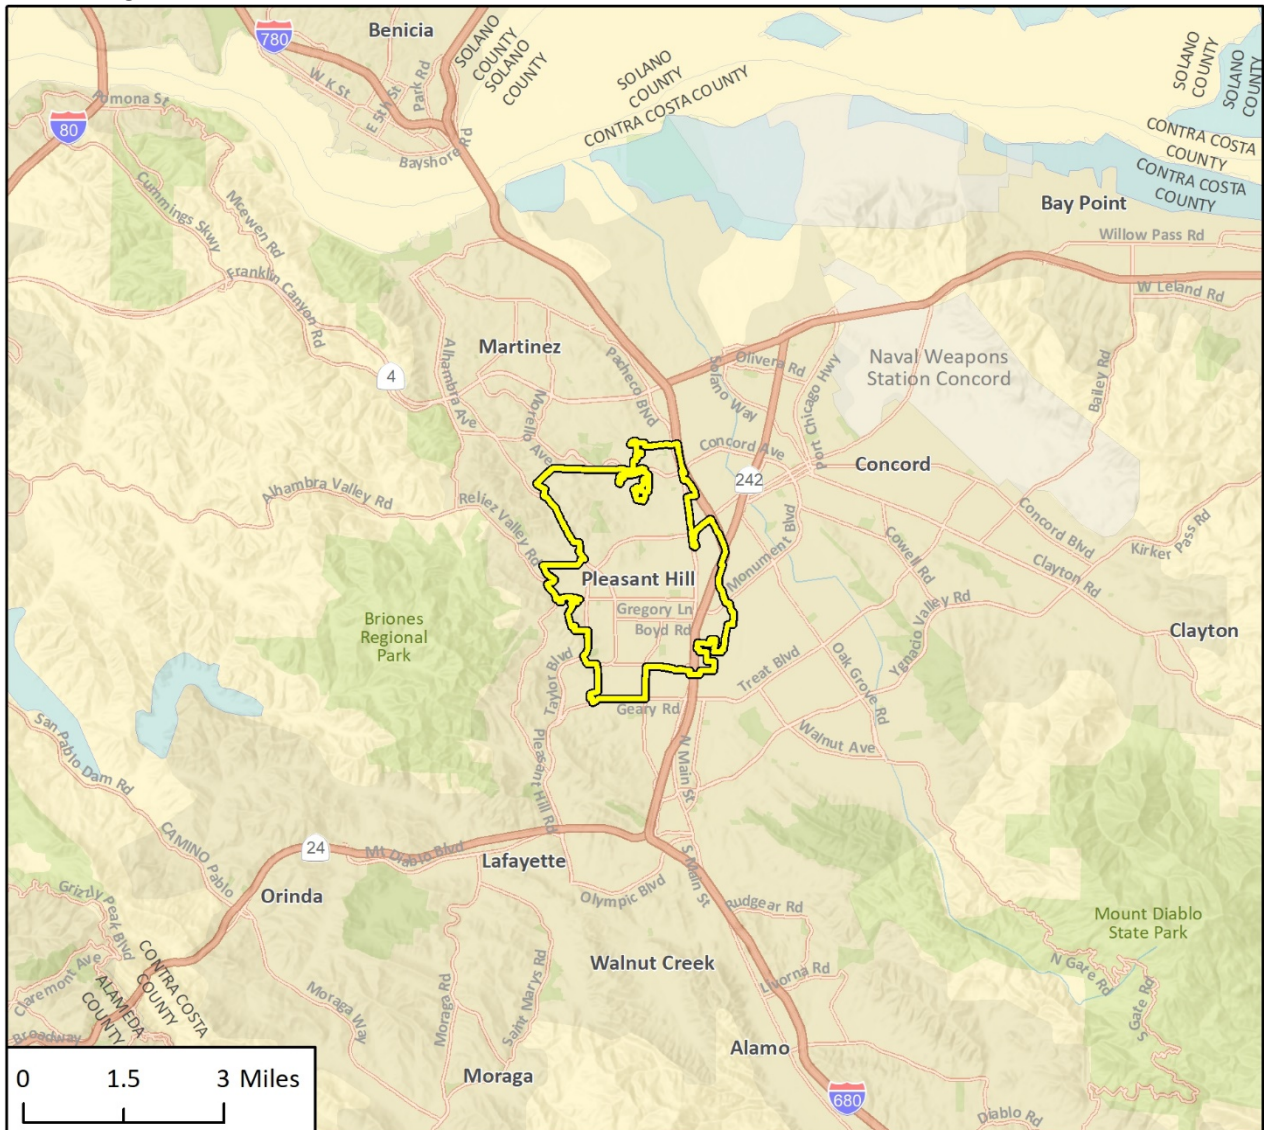 Benicia
780
SOLANO
COUNTY
SOLANO
COUNTY
SOLANO
COUNTY
CONTRA COSTA COUNTY
SOLANO
COUNTY
SOLANO
COUNTY
W K St
E 5th St
Park Rd
Pomona St
80
Bayshore Rd
CONTRA COSTA
COUNTY
CONTRA COSTA
COUNTY
Cummings Skwy
Mcewen Rd
Bay Point
Willow Pass Rd
Franklin Canyon Rd
W Leland Rd
Martinez
Pacheco Blvd
Olivera Rd
Solano Way
Port Chicago Hwy
Naval Weapons
Station Concord
Bailey Rd
4
Alhambra Ave
Morello Ave
Concord Ave
242
Concord
Alhambra Valley Rd
Reliez Valley Rd
Concord Blvd
Kirker Pass Rd
Monument Blvd
Cowell Rd
Clayton Rd
Pleasant Hill
Gregory Ln
Boyd Rd
Ygnacio Valley Rd
Clayton
Briones
Regional
Park
Taylor Blvd
Treat Blvd
Oak Grove Rd
Geary Rd
San Pablo Dam Rd
Pleasant Hill Rd
N Main St
Walnut Ave
CAMINO Pablo
24
Mt Diablo Blvd
Lafayette
S Main St
Orinda
Olympic Blvd
Rudgear Rd
Grizzly Peak Blvd
Mount Diablo
State Park
Claremont Ave
CONTRA COSTA
COUNTY
ALAMEDA
COUNTY
Walnut Creek
Livorna Rd
N Gate Rd
Moraga Way
Moraga Rd
Saint Marys Rd
S Gate Rd
Broadway
Alamo
0 1.5 3 Miles
Moraga
680
Diablo Rd